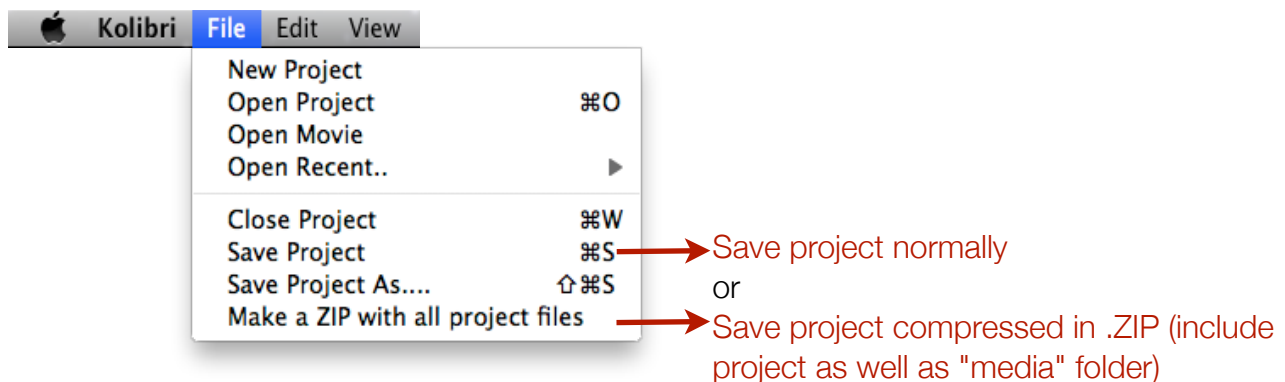 Kolibri File Edit View
New Project
Open Project ⌘O
Open Movie
Open Recent..
Close Project ⌘W
Save Project ⌘S
Save Project As.... ⇧⌘S
Make a ZIP with all project files
Save project normally
or
Save project compressed in .ZIP (include
project as well as "media" folder)